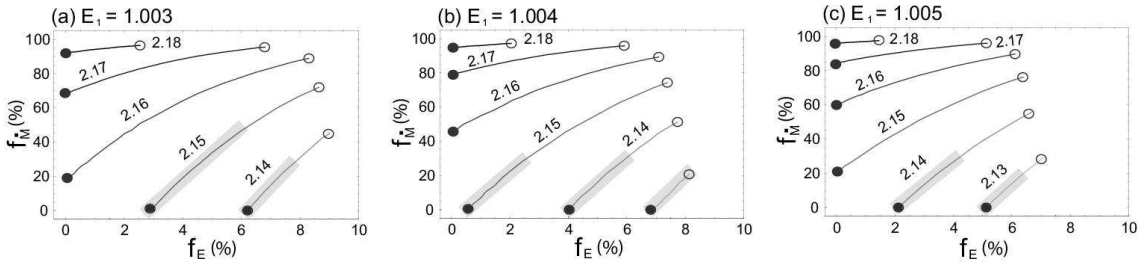 (a) E₁ = 1.003
100
80
60
40
20
0
f_Ṁ (%)
2.18
2.17
2.16
2.15
2.14
0 2 4 6 8 10
f_E (%)
(b) E₁ = 1.004
100
80
60
40
20
0
f_Ṁ (%)
2.18
2.17
2.16
2.15
2.14
0 2 4 6 8 10
f_E (%)
c) E₁ = 1.005
100
80
60
40
20
0
f_Ṁ (%)
2.18
2.17
2.16
2.15
2.14
2.13
0 2 4 6 8 10
f_E (%)